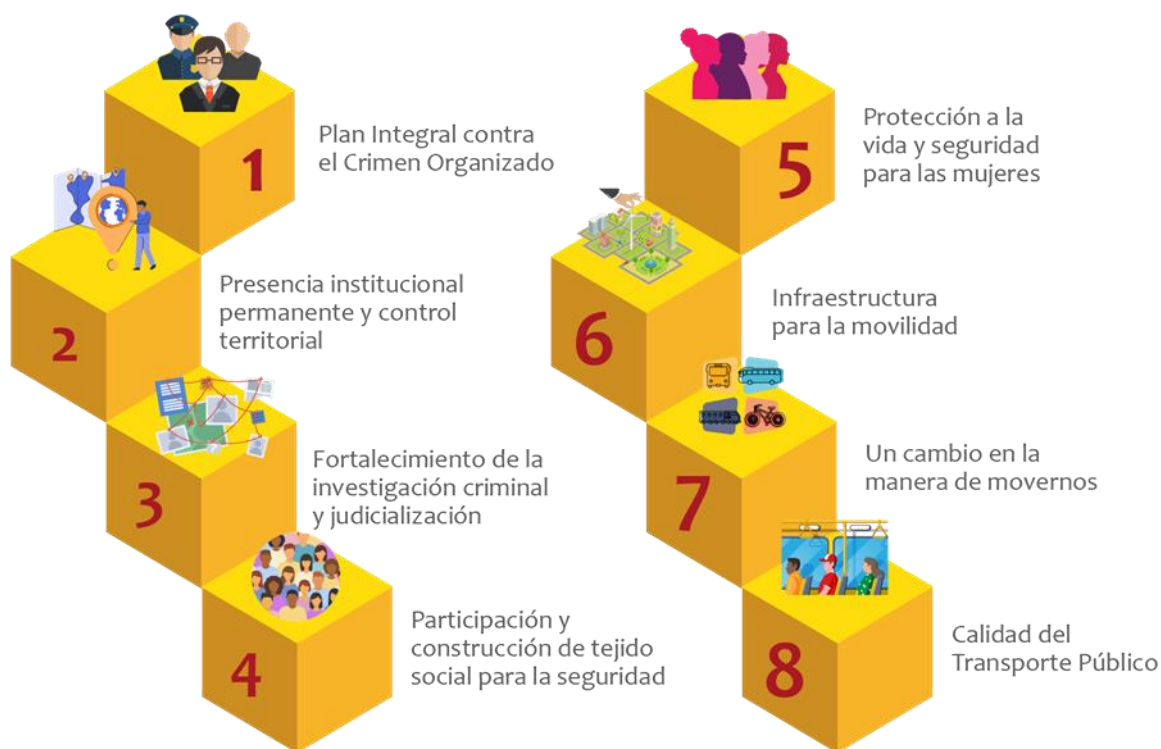 1
Plan Integral contra
el Crimen Organizado
2
Presencia institucional
permanente y control
territorial
3
Fortalecimiento de la
investigación criminal
y judicialización
4
Participación y
construcción de tejido
social para la seguridad
5
Protección a la
vida y seguridad
para las mujeres
6
Infraestructura
para la movilidad
7
Un cambio en la
manera de movernos
8
Calidad del
Transporte Público